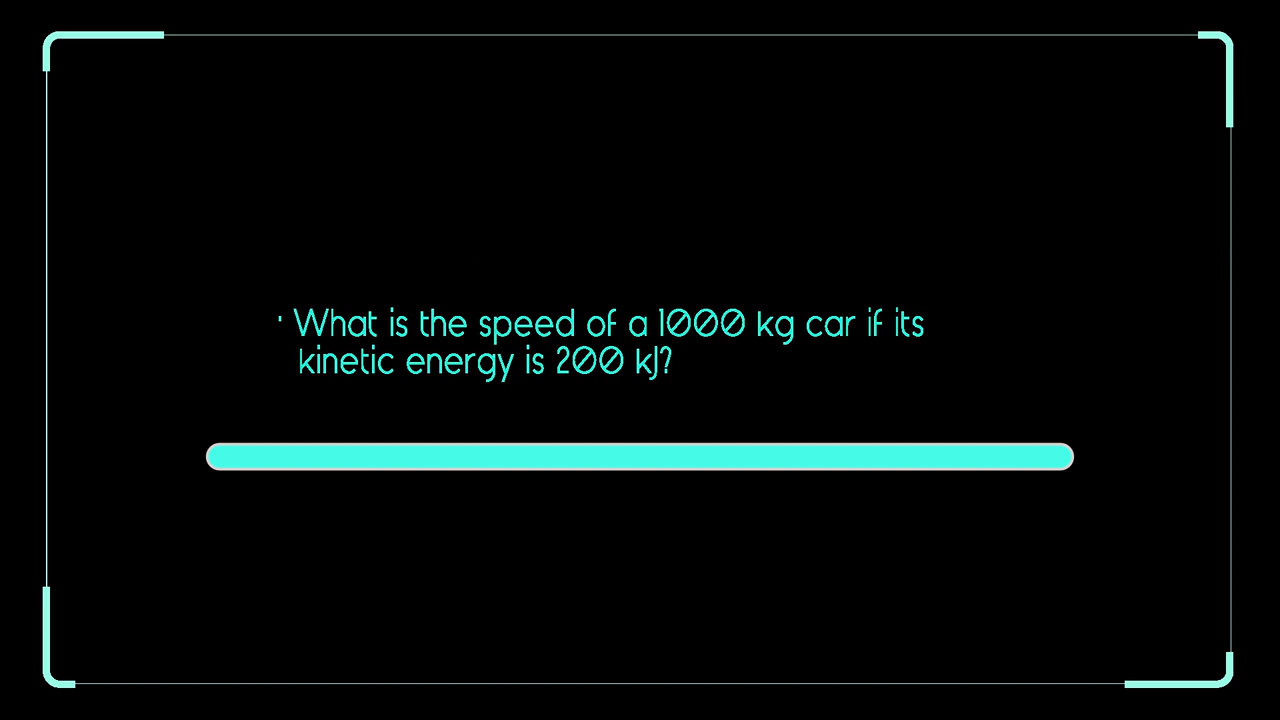 · What is the speed of a 1000 kg car if its
kinetic energy is 200 kJ?